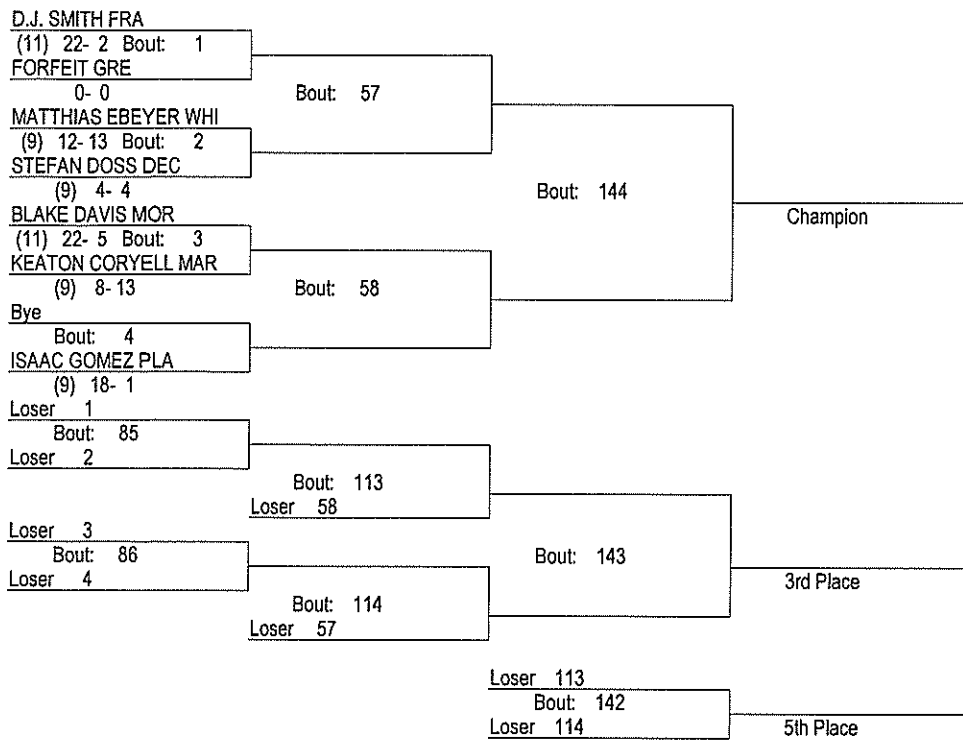 D.J. SMITH FRA
(11) 22- 2 Bout: 1
FORFEIT GRE
0- 0
Bout: 57
MATTHIAS EBEYER WHI
(9) 12- 13 Bout: 2
STEFAN DOSS DEC
(9) 4- 4
Bout: 144
Champion
BLAKE DAVIS MOR
(11) 22- 5 Bout: 3
KEATON CORYELL MAR
(9) 8- 13
Bout: 58
Bye
Bout: 4
ISAAC GOMEZ PLA
(9) 18- 1
Loser 1
Bout: 85
Loser 2
Bout: 113
Loser 58
Loser 3
Bout: 86
Loser 4
Bout: 143
3rd Place
Bout: 114
Loser 57
Loser 113
Bout: 142
Loser 114
5th Place